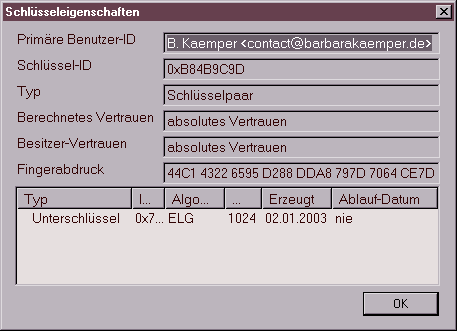 Schlüsseleigenschaften
Primäre Benutzer-ID B. Kaemper <contact@barbarakaemper.de>
Schlüssel-ID 0xB84B9C9D
Typ Schlüsselpaar
Berechnetes Vertrauen absolutes Vertrauen
Besitzer-Vertrauen absolutes Vertrauen
Fingerabdruck 44C1 4322 6595 D288 DDA8 797D 7064 CE7D
Typ I... Algo... ... Erzeugt Ablauf-Datum
Unterschlüssel 0x7... ELG 1024 02.01.2003 nie
OK